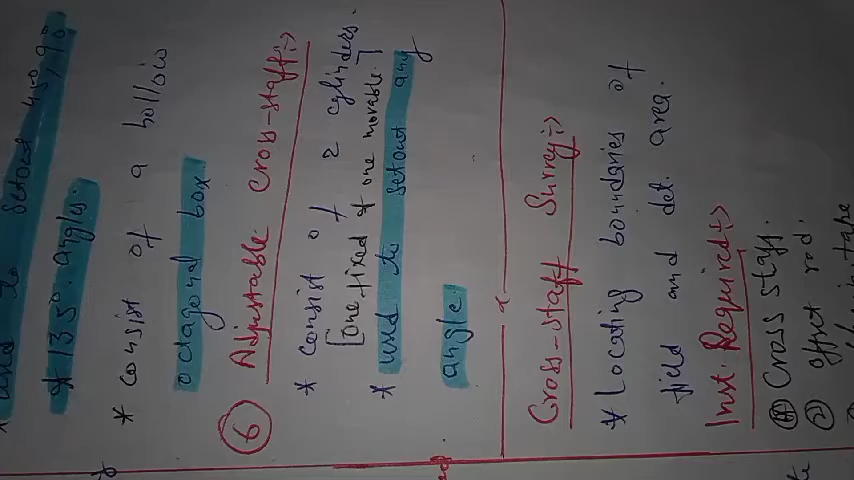 * used to setout 45°, 90°
& 135° angles.
* consist of a hollow
octagonal box
⑥ Adjustable Cross-staff :->
* consist of 2 cylinders.
[one fixed & one movable.]
* used to setout any
angle
Cross-staff Survey :->
* Locating boundaries of
field and det. area.
Inst. Required :->
① Cross staff.
② offset rod.